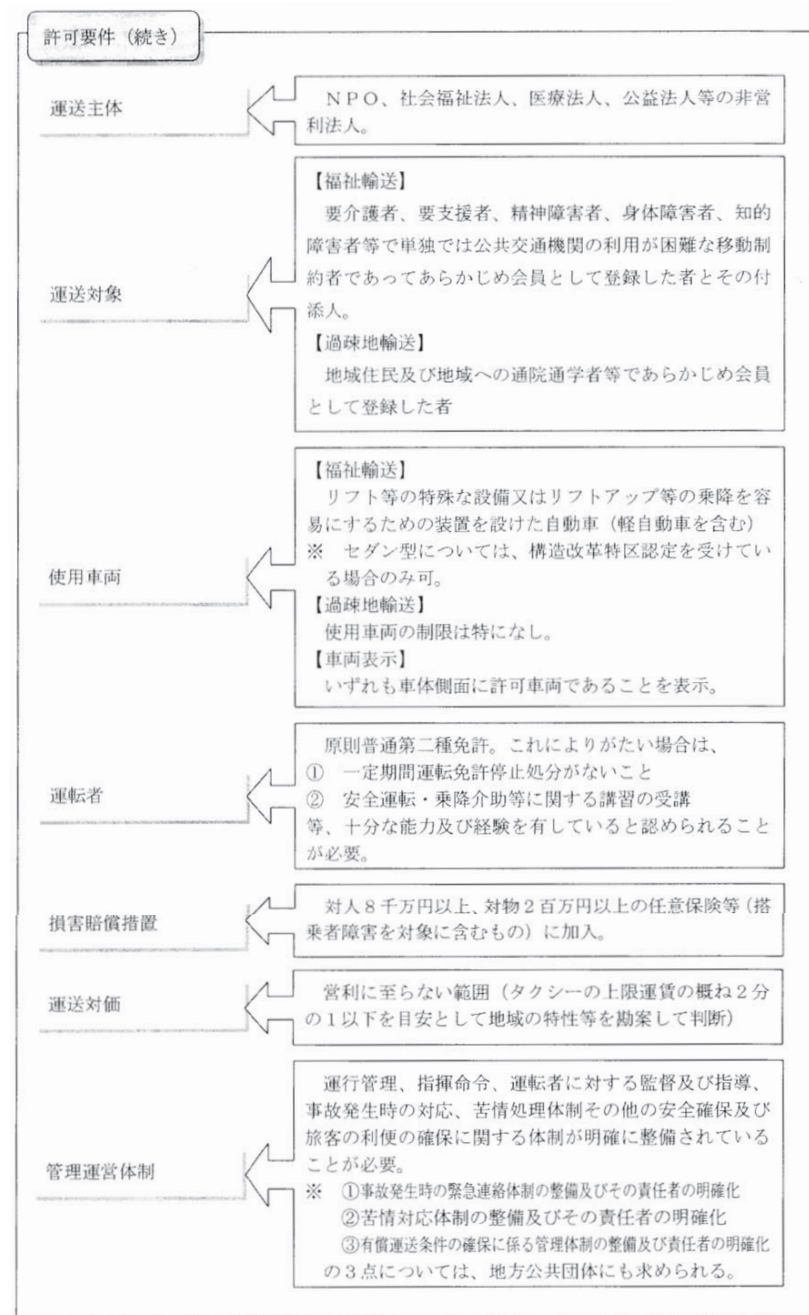 許可要件（続き）
運送主体
ＮＰＯ、社会福祉法人、医療法人、公益法人等の非営
利法人。
運送対象
【福祉輸送】
要介護者、要支援者、精神障害者、身体障害者、知的
障害者等で単独では公共交通機関の利用が困難な移動制
約者であってあらかじめ会員として登録した者とその付
添人。
【過疎地輸送】
地域住民及び地域への通院通学者等であらかじめ会員
として登録した者
使用車両
【福祉輸送】
リフト等の特殊な設備又はリフトアップ等の乗降を容
易にするための装置を設けた自動車（軽自動車を含む）
※　セダン型については、構造改革特区認定を受けてい
る場合のみ可。
【過疎地輸送】
使用車両の制限は特になし。
【車両表示】
いずれも車体側面に許可車両であることを表示。
運転者
原則普通第二種免許。これによりがたい場合は、
①　一定期間運転免許停止処分がないこと
②　安全運転・乗降介助等に関する講習の受講
等、十分な能力及び経験を有していると認められること
が必要。
損害賠償措置
対人８千万円以上、対物２百万円以上の任意保険等（搭
乗者障害を対象に含むもの）に加入。
運送対価
営利に至らない範囲（タクシーの上限運賃の概ね２分
の１以下を目安として地域の特性等を勘案して判断）
管理運営体制
運行管理、指揮命令、運転者に対する監督及び指導、
事故発生時の対応、苦情処理体制その他の安全確保及び
旅客の利便の確保に関する体制が明確に整備されている
ことが必要。
※　①事故発生時の緊急連絡体制の整備及びその責任者の明確化
②苦情対応体制の整備及びその責任者の明確化
③有償運送条件の確保に係る管理体制の整備及び責任者の明確化
の３点については、地方公共団体にも求められる。